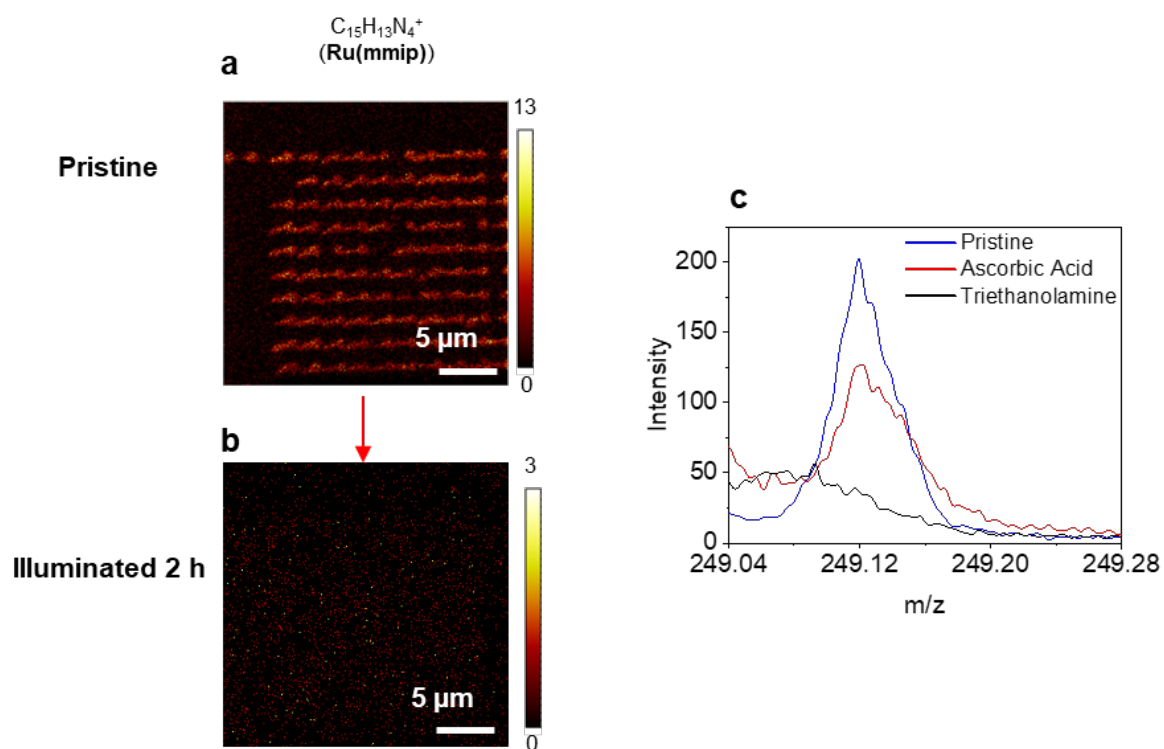 C₁₅H₁₃N₄⁺
(Ru(mmip))
a
13
Pristine
5 µm
0
b
3
Illuminated 2 h
5 µm
0
c
Pristine
Ascorbic Acid
Triethanolamine
Intensity
200
150
100
50
0
249.04 249.12 249.20 249.28
m/z